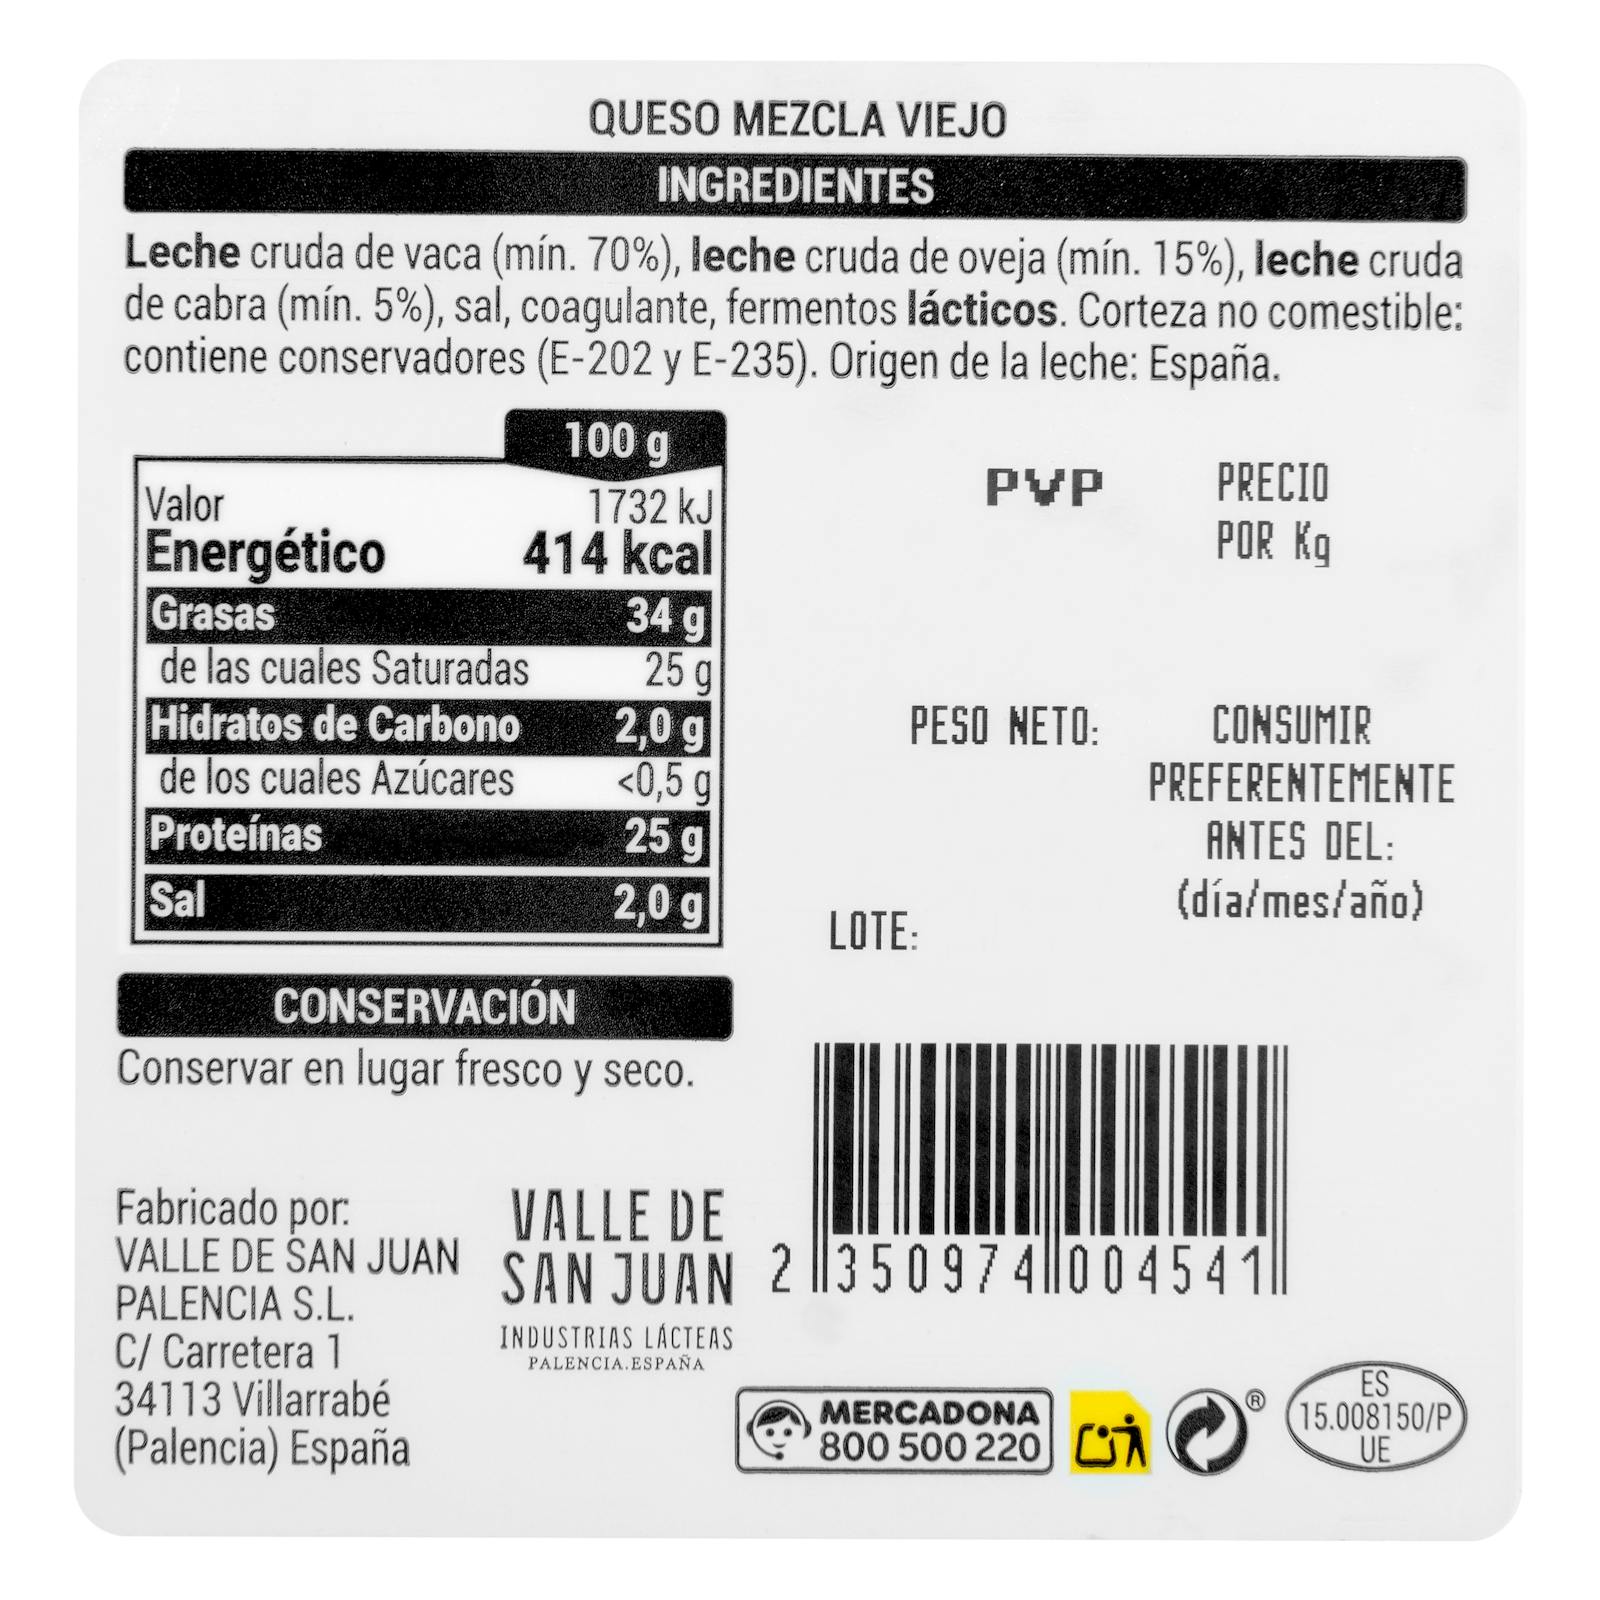 QUESO MEZCLA VIEJO
INGREDIENTES
Leche cruda de vaca (mín. 70%), leche cruda de oveja (mín. 15%), leche cruda
de cabra (mín. 5%), sal, coagulante, fermentos lácticos. Corteza no comestible:
contiene conservadores (E-202 y E-235). Origen de la leche: España.
100 g
Valor 1732 kJ
Energético 414 kcal
Grasas 34 g
de las cuales Saturadas 25 g
Hidratos de Carbono 2,0 g
de los cuales Azúcares <0,5 g
Proteínas 25 g
Sal 2,0 g
PVP
PRECIO
POR Kg
PESO NETO:
CONSUMIR
PREFERENTEMENTE
ANTES DEL:
(día/mes/año)
LOTE:
CONSERVACIÓN
Conservar en lugar fresco y seco.
Fabricado por:
VALLE DE SAN JUAN
PALENCIA S.L.
C/ Carretera 1
34113 Villarrabé
(Palencia) España
VALLE DE
SAN JUAN
INDUSTRIAS LÁCTEAS
PALENCIA.ESPAÑA
2 350974 004541
MERCADONA
800 500 220
®
ES
15.008150/P
UE